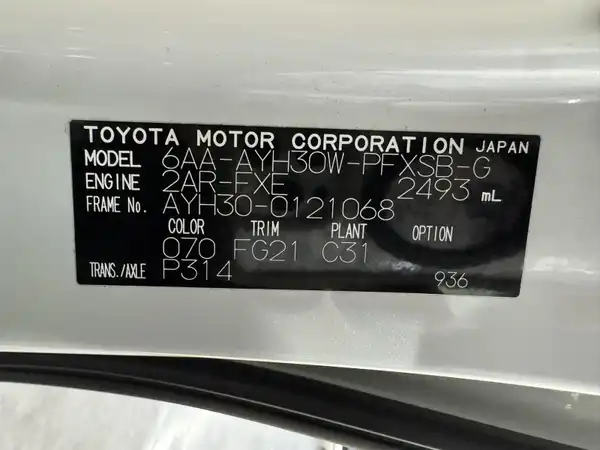 TOYOTA MOTOR CORPORATION JAPAN
MODEL 6AA-AYH30W-PFXSB-G
ENGINE 2AR-FXE 2493 mL
FRAME No. AYH30-0121068
COLOR TRIM PLANT OPTION
070 FG21 C31
TRANS./AXLE P314 936